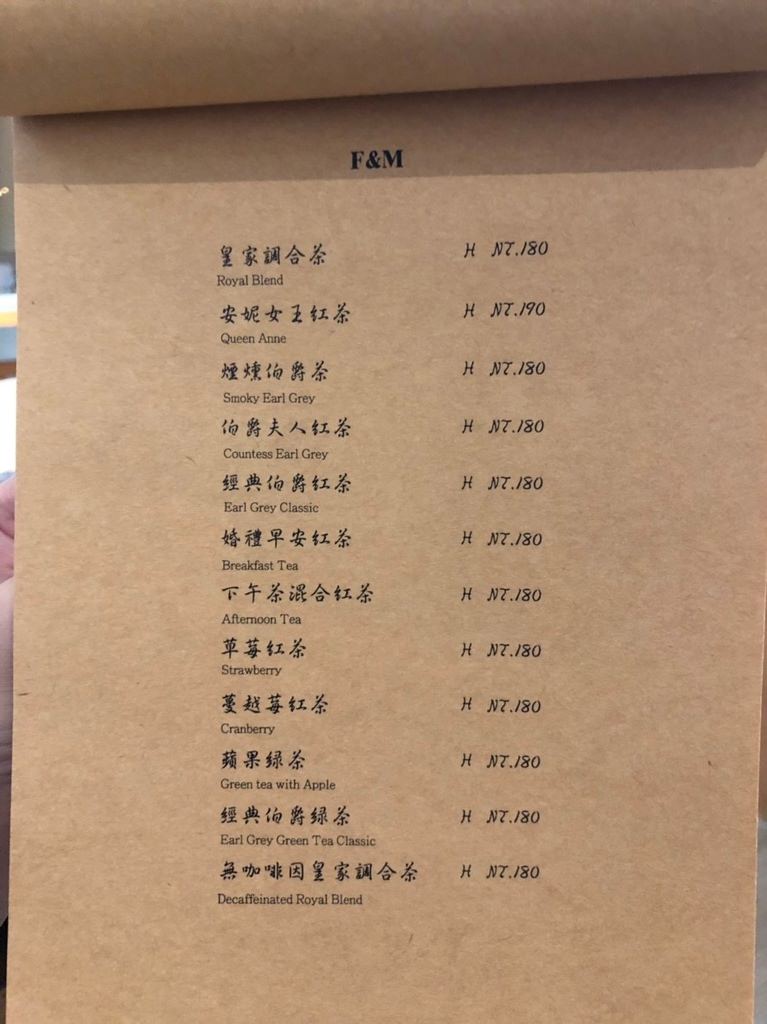 F&M
皇家調合茶 H NT.180
Royal Blend
安妮女王紅茶 H NT.190
Queen Anne
煙燻伯爵茶 H NT.180
Smoky Earl Grey
伯爵夫人紅茶 H NT.180
Countess Earl Grey
經典伯爵紅茶 H NT.180
Earl Grey Classic
婚禮早安紅茶 H NT.180
Breakfast Tea
下午茶混合紅茶 H NT.180
Afternoon Tea
草莓紅茶 H NT.180
Strawberry
蔓越莓紅茶 H NT.180
Cranberry
蘋果綠茶 H NT.180
Green tea with Apple
經典伯爵綠茶 H NT.180
Earl Grey Green Tea Classic
無咖啡因皇家調合茶 H NT.180
Decaffeinated Royal Blend